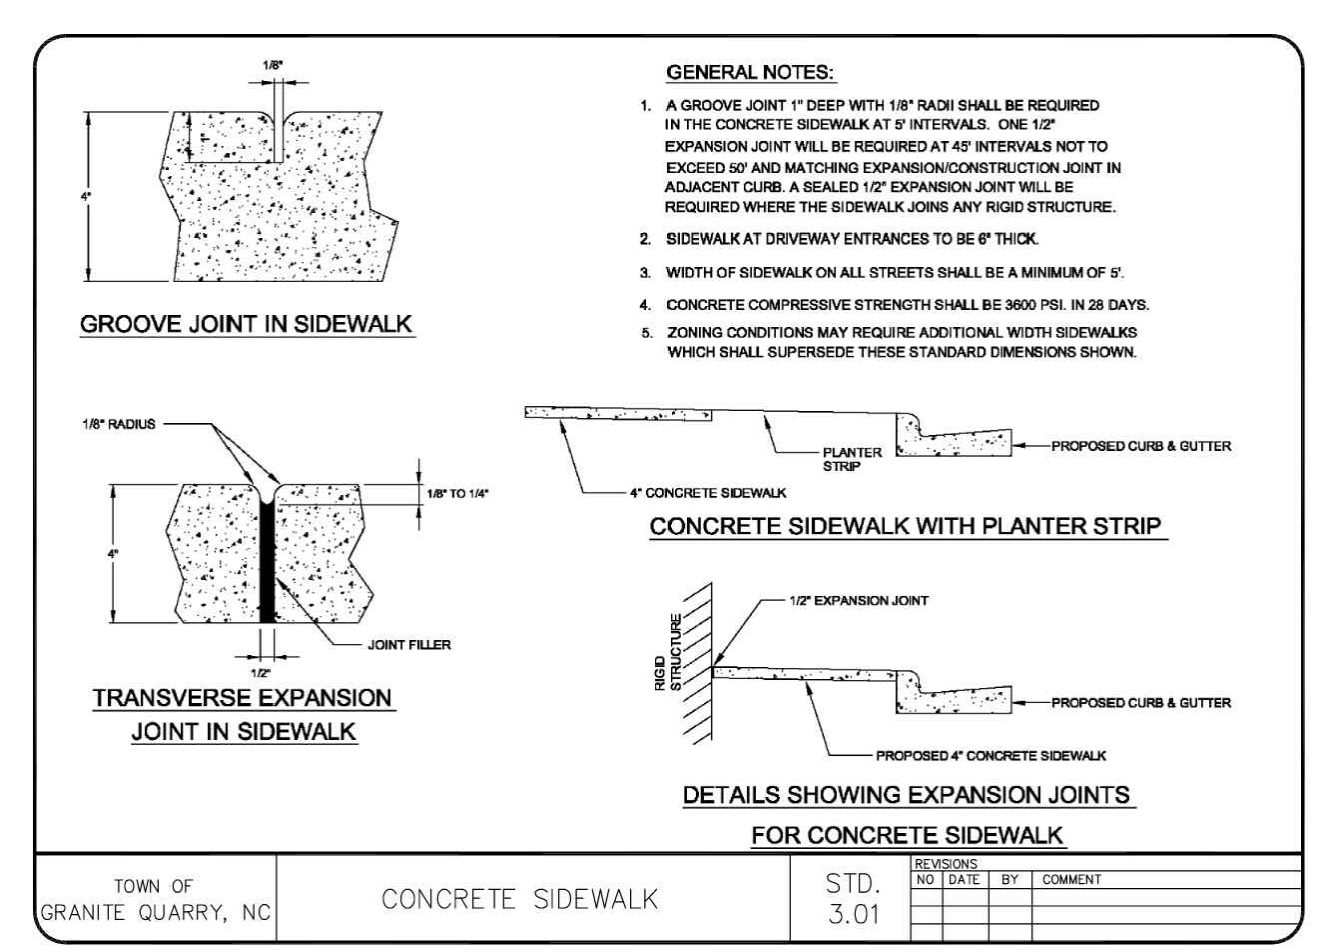 1/8"
1"
4"
GROOVE JOINT IN SIDEWALK
GENERAL NOTES:
1. A GROOVE JOINT 1" DEEP WITH 1/8" RADII SHALL BE REQUIRED
IN THE CONCRETE SIDEWALK AT 5' INTERVALS. ONE 1/2"
EXPANSION JOINT WILL BE REQUIRED AT 45' INTERVALS NOT TO
EXCEED 50' AND MATCHING EXPANSION/CONSTRUCTION JOINT IN
ADJACENT CURB. A SEALED 1/2" EXPANSION JOINT WILL BE
REQUIRED WHERE THE SIDEWALK JOINS ANY RIGID STRUCTURE.
2. SIDEWALK AT DRIVEWAY ENTRANCES TO BE 6" THICK.
3. WIDTH OF SIDEWALK ON ALL STREETS SHALL BE A MINIMUM OF 5'.
4. CONCRETE COMPRESSIVE STRENGTH SHALL BE 3600 PSI. IN 28 DAYS.
5. ZONING CONDITIONS MAY REQUIRE ADDITIONAL WIDTH SIDEWALKS
WHICH SHALL SUPERSEDE THESE STANDARD DIMENSIONS SHOWN.
1/8" RADIUS
1/8" TO 1/4"
4"
JOINT FILLER
1/2"
TRANSVERSE EXPANSION
JOINT IN SIDEWALK
PROPOSED CURB & GUTTER
PLANTER
STRIP
4" CONCRETE SIDEWALK
CONCRETE SIDEWALK WITH PLANTER STRIP
1/2" EXPANSION JOINT
RIGID
STRUCTURE
PROPOSED CURB & GUTTER
PROPOSED 4" CONCRETE SIDEWALK
DETAILS SHOWING EXPANSION JOINTS
FOR CONCRETE SIDEWALK
TOWN OF
GRANITE QUARRY, NC
CONCRETE SIDEWALK
STD.
3.01
REVISIONS
NO DATE BY COMMENT